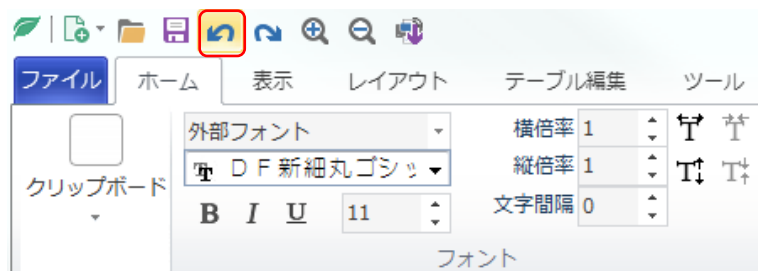 ファイル ホーム 表示 レイアウト テーブル編集 ツール
外部フォント 横倍率 1
ＤＦ新細丸ゴシッ 縦倍率 1
クリップボード
B I U 11 文字間隔 0
フォント